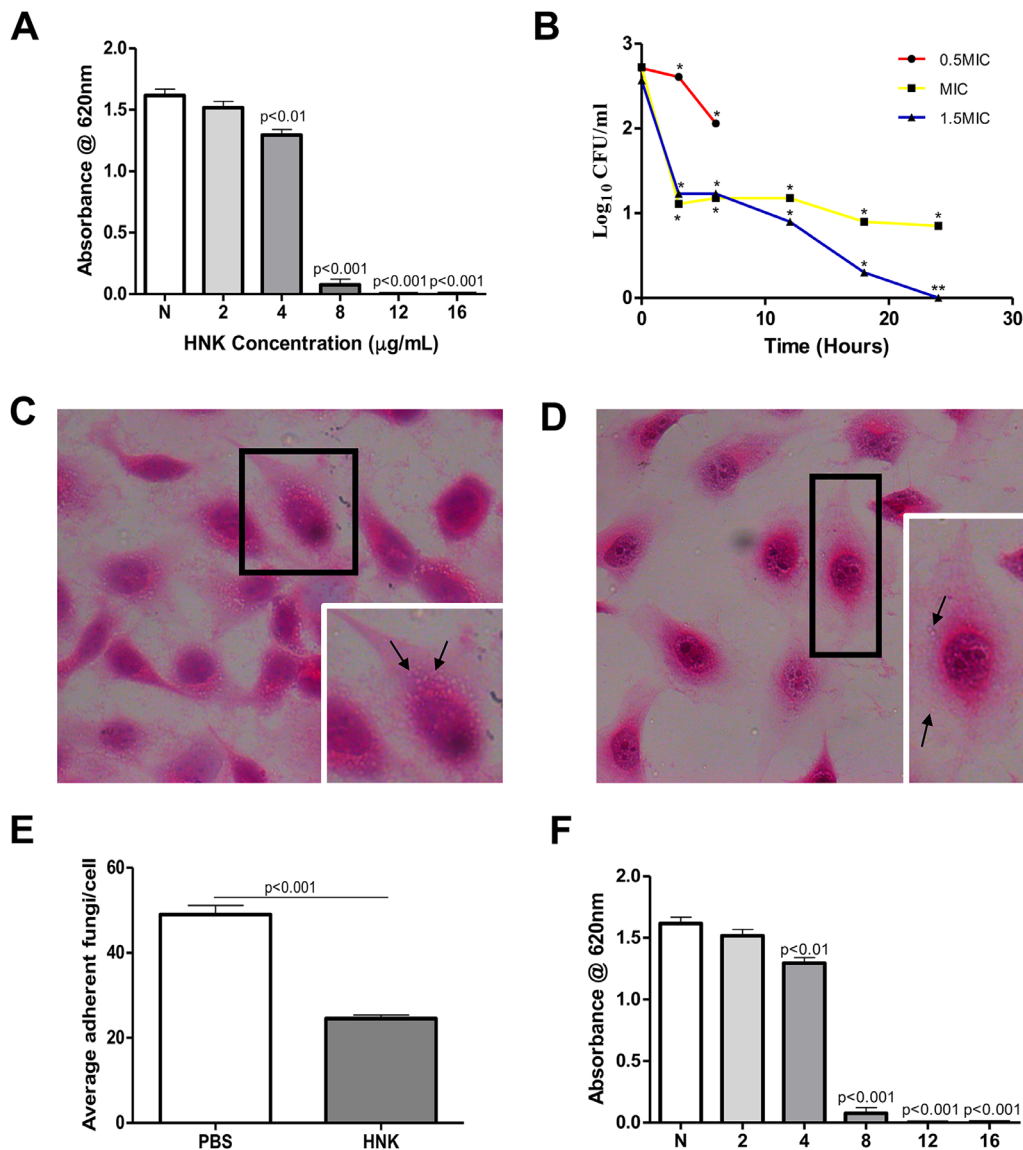 A
Absorbance @ 620nm
2.0
1.5
1.0
0.5
0.0
p<0.01
p<0.001
p<0.001
p<0.001
N 2 4 8 12 16
HNK Concentration (μg/mL)
B
Log10 CFU/ml
3
2
1
0
* * * * * * * * * * * **
0.5MIC
MIC
1.5MIC
0 10 20 30
Time (Hours)
C
D
E
Average adherent fungi/cell
60
40
20
0
p<0.001
PBS HNK
F
Absorbance @ 620nm
2.0
1.5
1.0
0.5
0.0
p<0.01
p<0.001
p<0.001
p<0.001
N 2 4 8 12 16